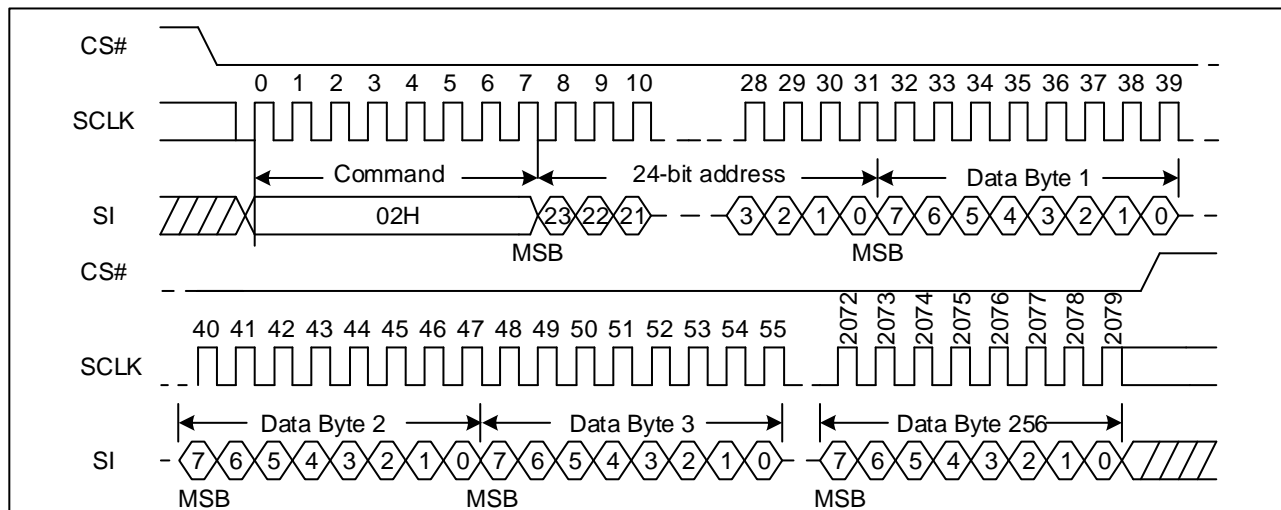 CS#
0 1 2 3 4 5 6 7 8 9 10 28 29 30 31 32 33 34 35 36 37 38 39
SCLK
Command 24-bit address Data Byte 1
SI 02H 23 22 21 3 2 1 0 7 6 5 4 3 2 1 0
MSB MSB
CS#
40 41 42 43 44 45 46 47 48 49 50 51 52 53 54 55 2072 2073 2074 2075 2076 2077 2078 2079
SCLK
Data Byte 2 Data Byte 3 Data Byte 256
SI 7 6 5 4 3 2 1 0 7 6 5 4 3 2 1 0 7 6 5 4 3 2 1 0
MSB MSB MSB